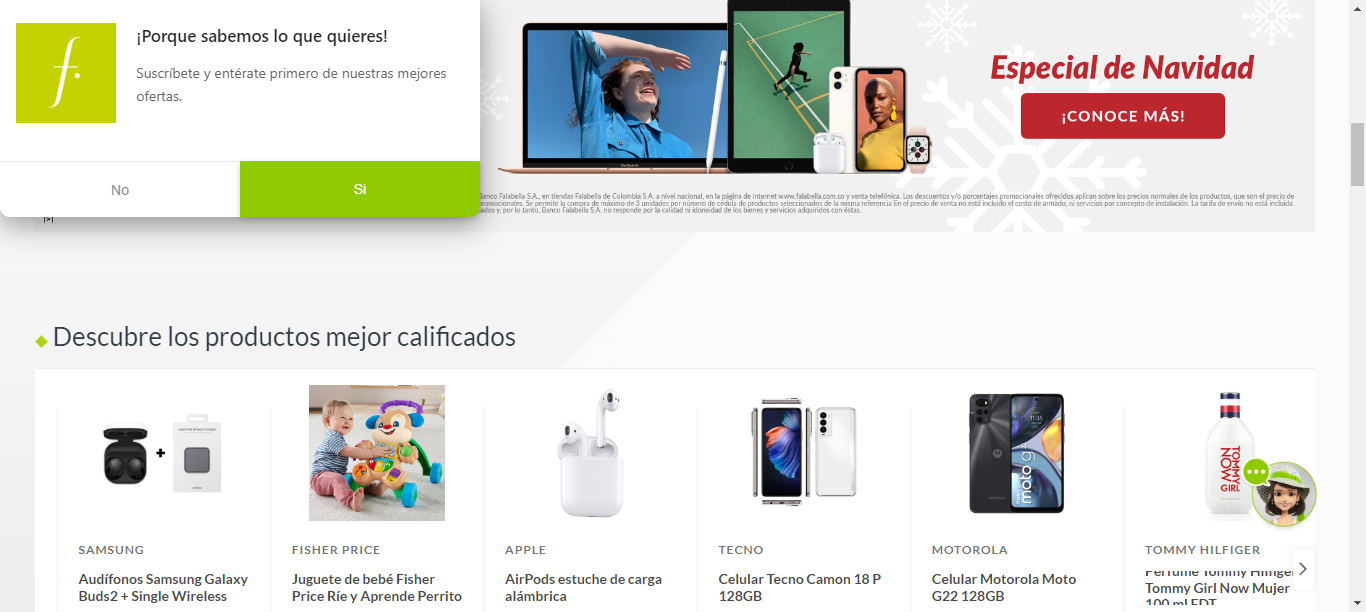 ¡Porque sabemos lo que quieres!
Suscríbete y entérate primero de nuestras mejores
ofertas.
No
Si
Especial de Navidad
¡CONOCE MÁS!
Banco Falabella S.A., en tiendas Falabella de Colombia S.A. a nivel nacional, en la página de internet www.falabella.com.co y venta telefónica. Los descuentos y/o porcentajes promocionales ofrecidos aplican sobre los precios normales de los productos, que son el precio de
promocionales. Se permite la compra de máximo de 3 unidades por número de cédula de productos seleccionados de la misma referencia En el precio de venta no está incluido el costo de armado, ni servicios por concepto de instalación. La tarifa de envío no está incluida.
y, por lo tanto, Banco Falabella S.A. no responde por la calidad ni idoneidad de los bienes y servicios adquiridos con éstas.
Descubre los productos mejor calificados
SAMSUNG
Audífonos Samsung Galaxy
Buds2 + Single Wireless
FISHER PRICE
Juguete de bebé Fisher
Price Ríe y Aprende Perrito
APPLE
AirPods estuche de carga
alámbrica
TECNO
Celular Tecno Camon 18 P
128GB
moto g
MOTOROLA
Celular Motorola Moto
G22 128GB
TOMMY
NOW
GIRL
TOMMY HILFIGER
Perfume Tommy Hilfiger
Tommy Girl Now Mujer
100 ml EDT